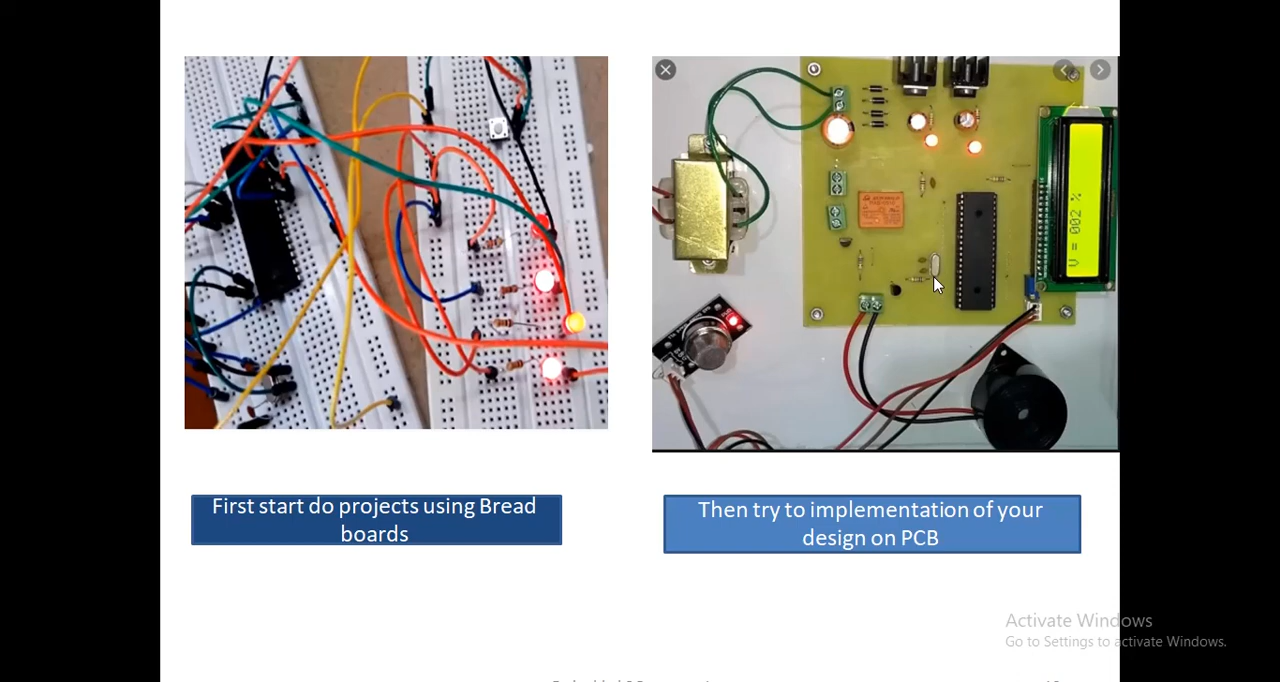 V = 002 %
First start do projects using Bread
boards
Then try to implementation of your
design on PCB
Activate Windows
Go to Settings to activate Windows.